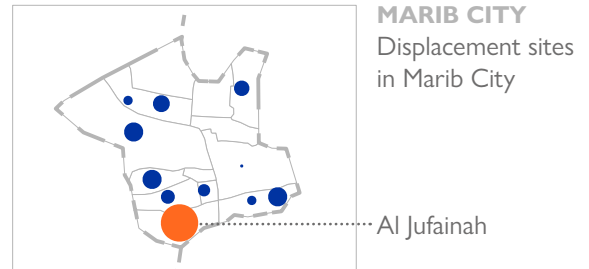 MARIB CITY
Displacement sites
in Marib City
Al Jufainah